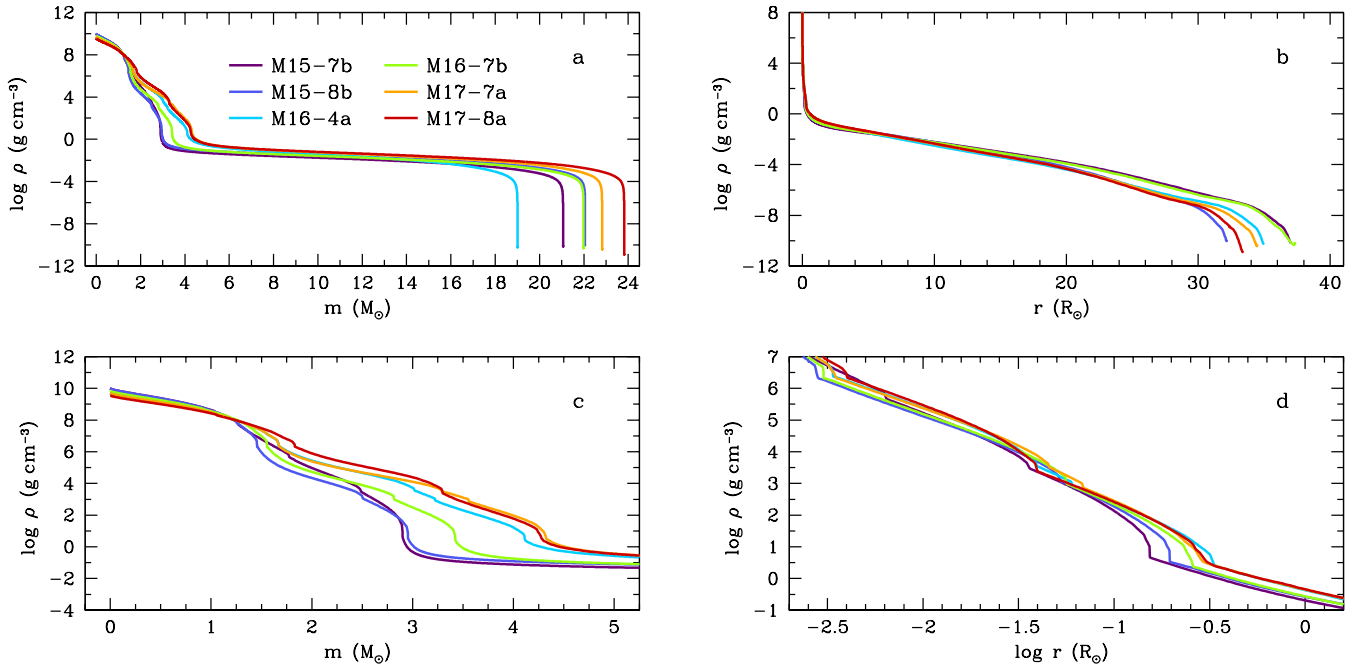 12
8
4
0
−4
−8
−12
log ρ (g cm⁻³)
a
M15−7b
M15−8b
M16−4a
M16−7b
M17−7a
M17−8a
0 2 4 6 8 10 12 14 16 18 20 22 24
m (M⊙)
8
4
0
−4
−8
−12
log ρ (g cm⁻³)
b
0 10 20 30 40
r (R⊙)
12
10
8
6
4
2
0
−2
−4
log ρ (g cm⁻³)
c
0 1 2 3 4 5
m (M⊙)
7
6
5
4
3
2
1
0
−1
log ρ (g cm⁻³)
d
−2.5 −2 −1.5 −1 −0.5 0
log r (R⊙)